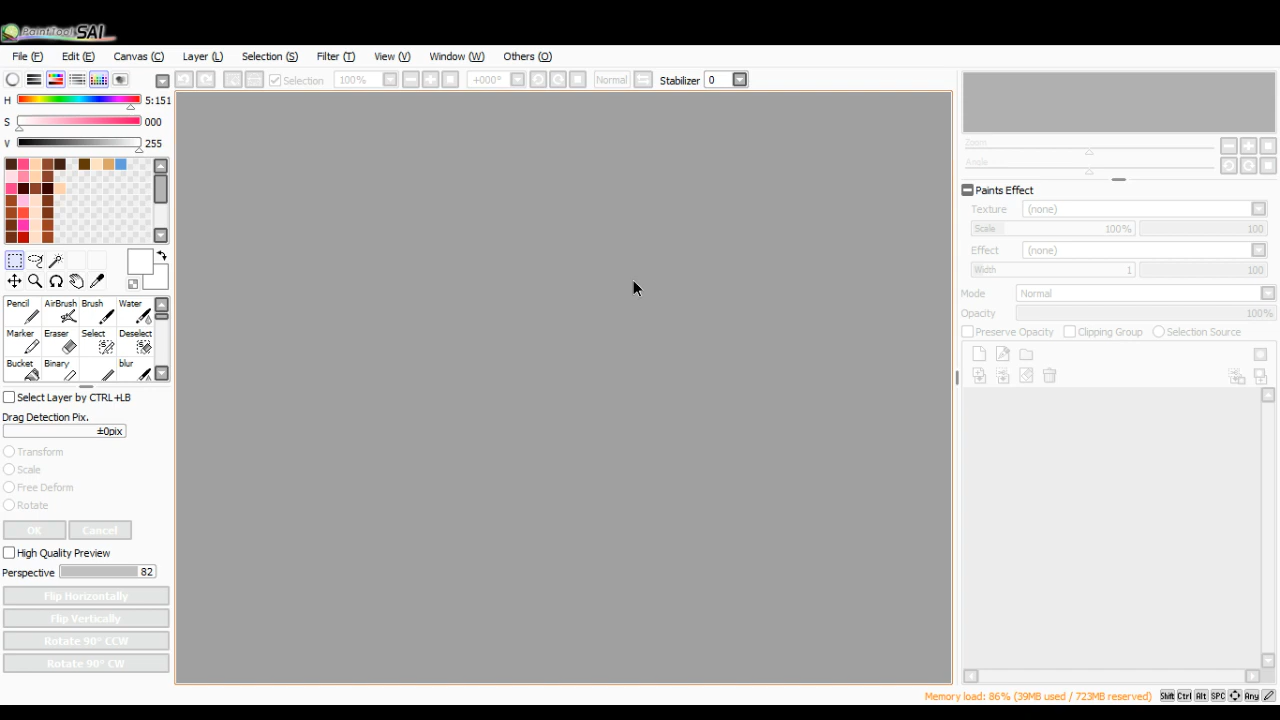 PaintTool SAI
File (F) Edit (E) Canvas (C) Layer (L) Selection (S) Filter (T) View (V) Window (W) Others (O)
Selection 100% +000° Normal Stabilizer 0
H 5:151
S 000
V 255
Pencil AirBrush Brush Water
Marker Eraser Select Deselect
Bucket Binary blur
Select Layer by CTRL+LB
Drag Detection Pix.
±0pix
Transform
Scale
Free Deform
Rotate
OK Cancel
High Quality Preview
Perspective 82
Flip Horizontally
Flip Vertically
Rotate 90° CCW
Rotate 90° CW
Zoom
Angle
Paints Effect
Texture (none)
Scale 100% 100
Effect (none)
Width 1 100
Mode Normal
Opacity 100%
Preserve Opacity Clipping Group Selection Source
Memory load: 86% (39MB used / 723MB reserved) Shift Ctrl Alt SPC Any